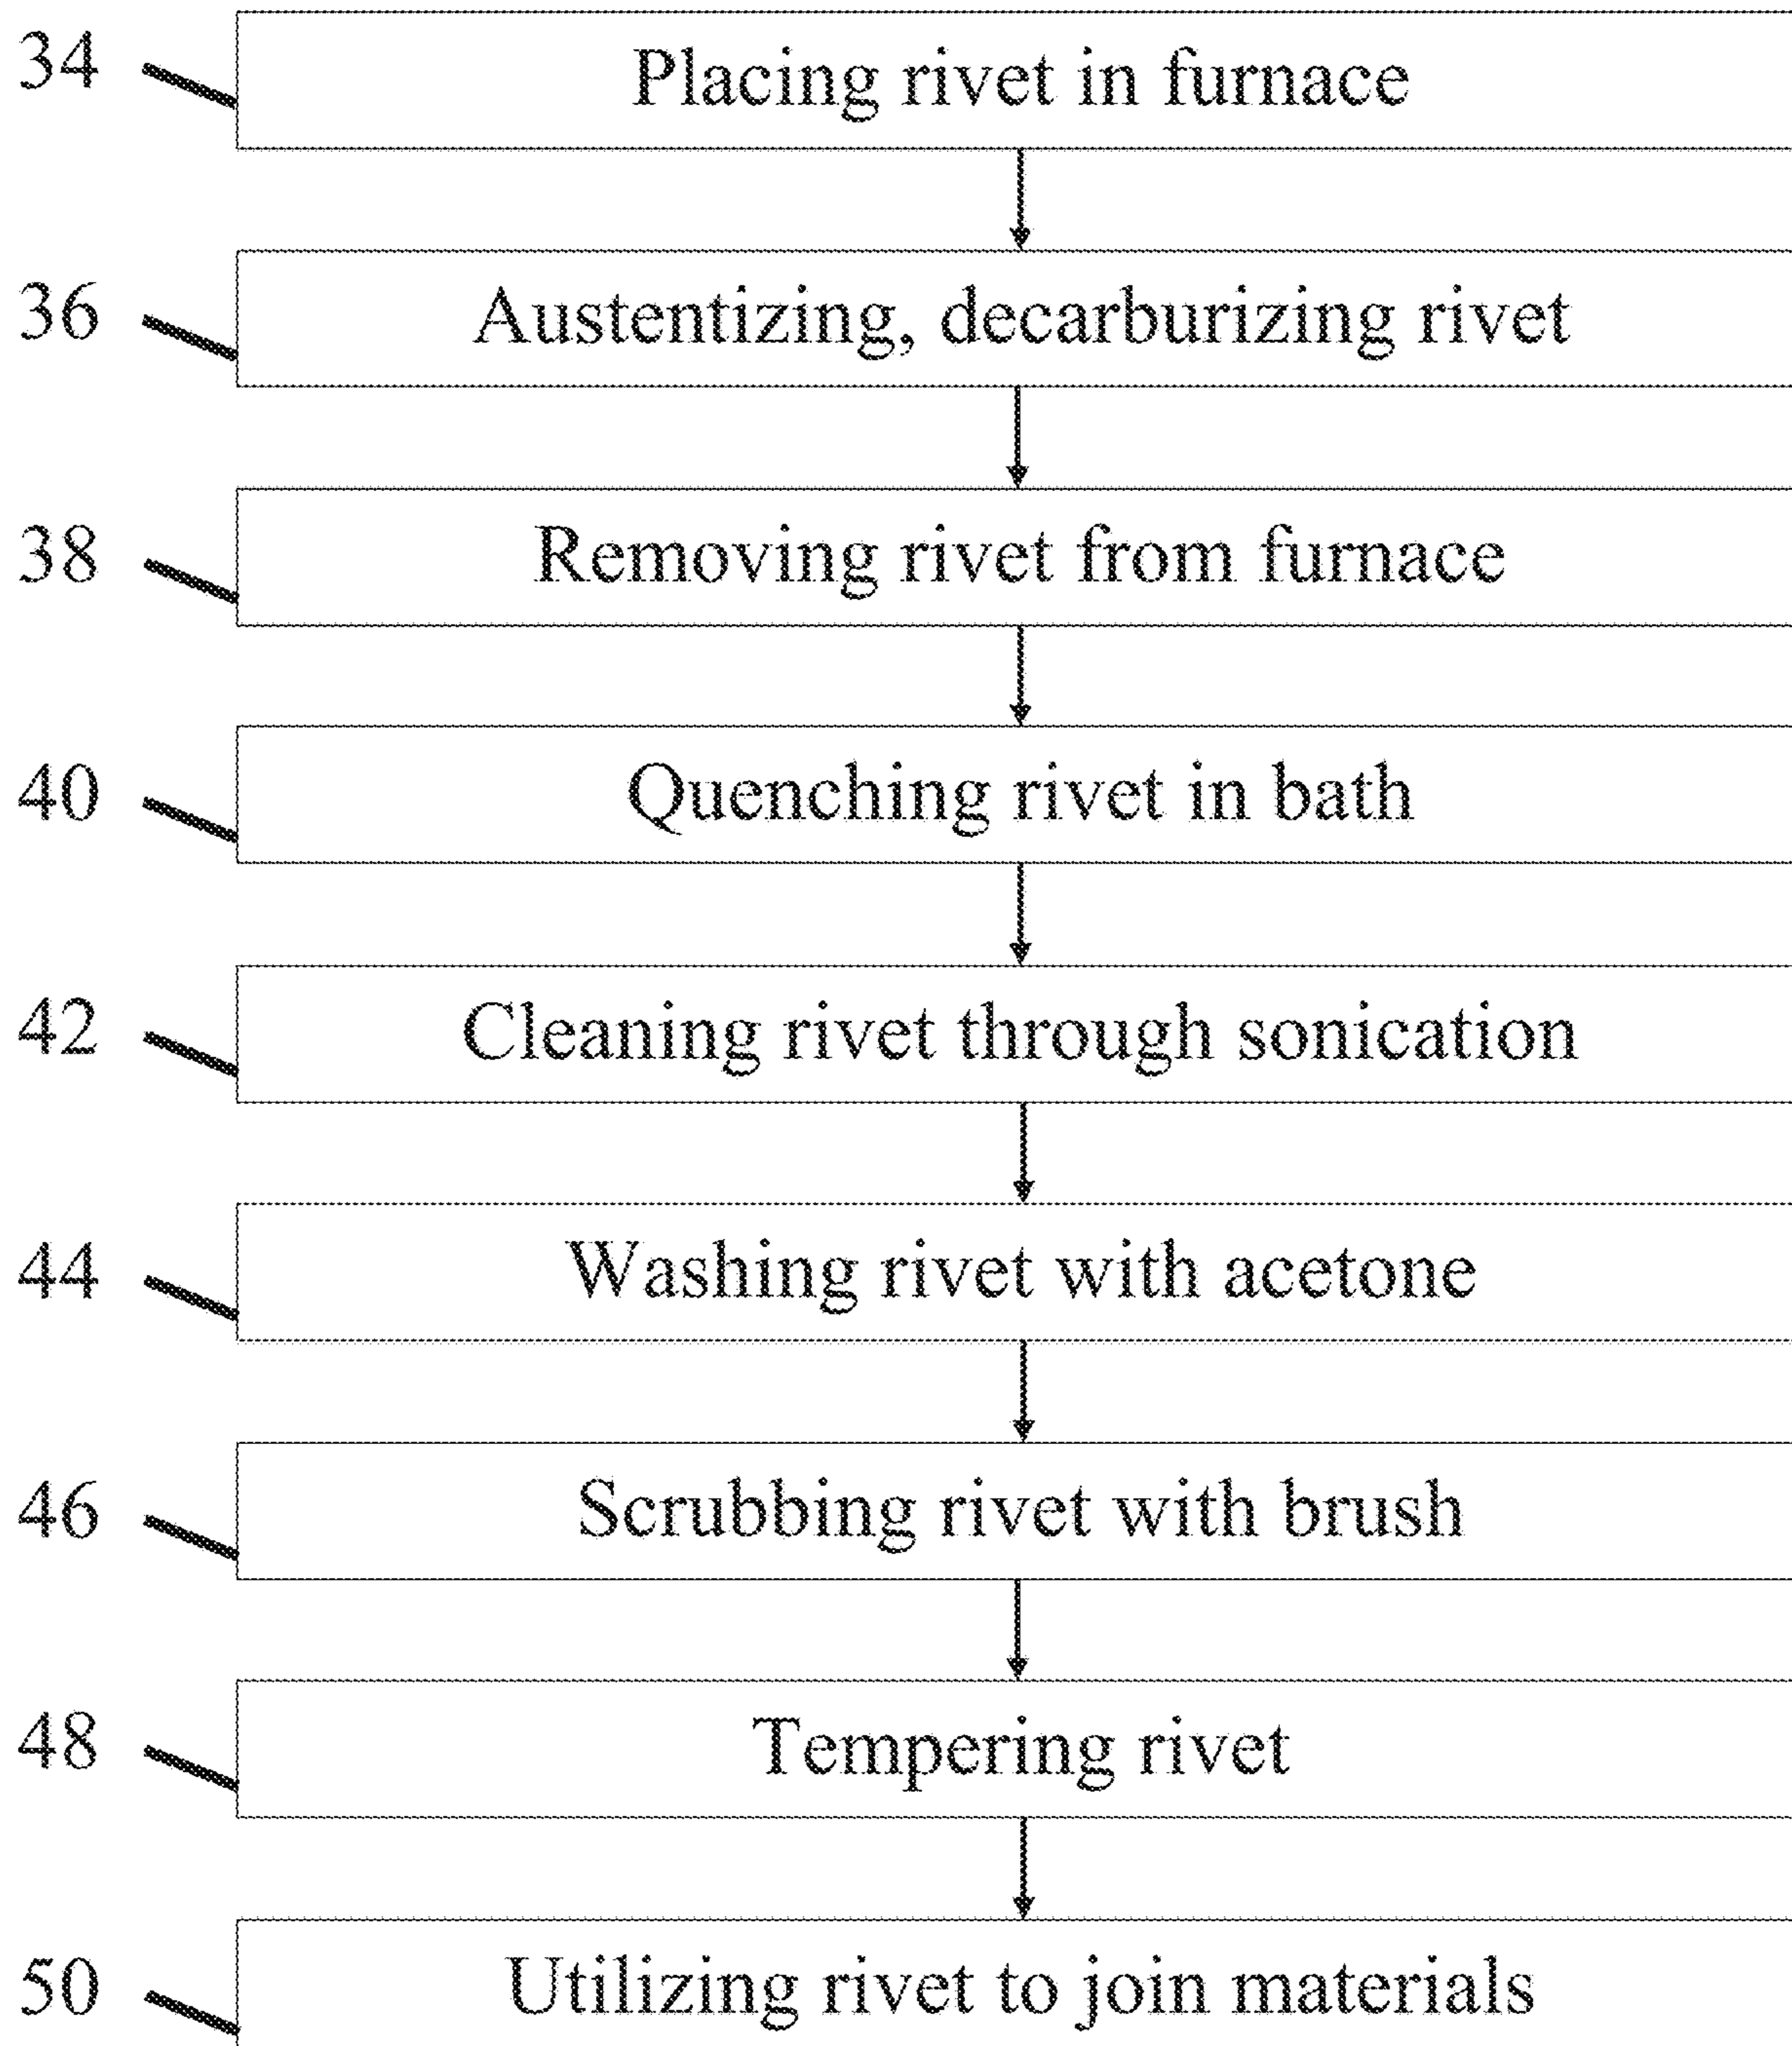 34 Placing rivet in furnace
36 Austentizing, decarburizing rivet
38 Removing rivet from furnace
40 Quenching rivet in bath
42 Cleaning rivet through sonication
44 Washing rivet with acetone
46 Scrubbing rivet with brush
48 Tempering rivet
50 Utilizing rivet to join materials